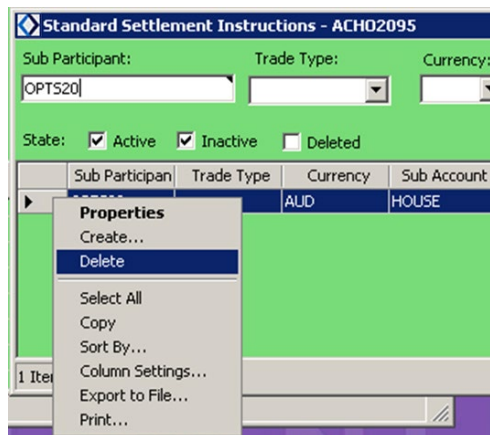 Standard Settlement Instructions - ACHO2095
Sub Participant: Trade Type: Currency:
OPTS20
State: Active Inactive Deleted
Sub Participan Trade Type Currency Sub Account
AUD HOUSE
Properties
Create...
Delete
Select All
Copy
Sort By...
Column Settings...
1 Iter
Export to File...
Print...